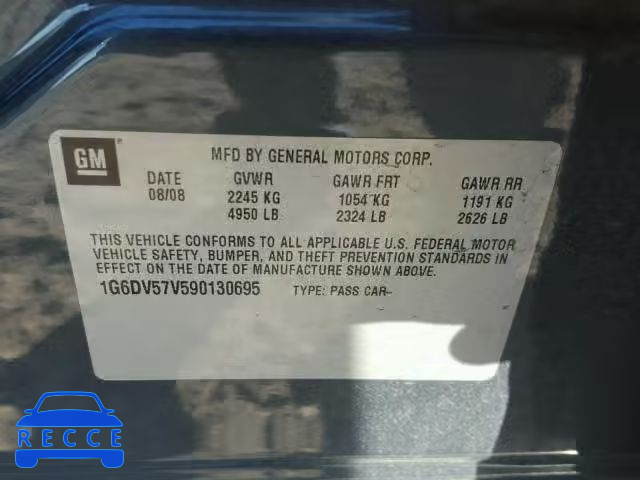 GM
MFD BY GENERAL MOTORS CORP.
DATE GVWR GAWR FRT GAWR RR
08/08 2245 KG 1054 KG 1191 KG
4950 LB 2324 LB 2626 LB
THIS VEHICLE CONFORMS TO ALL APPLICABLE U.S. FEDERAL MOTOR
VEHICLE SAFETY, BUMPER, AND THEFT PREVENTION STANDARDS IN
EFFECT ON THE DATE OF MANUFACTURE SHOWN ABOVE.
1G6DV57V590130695 TYPE: PASS CAR-
RECCE